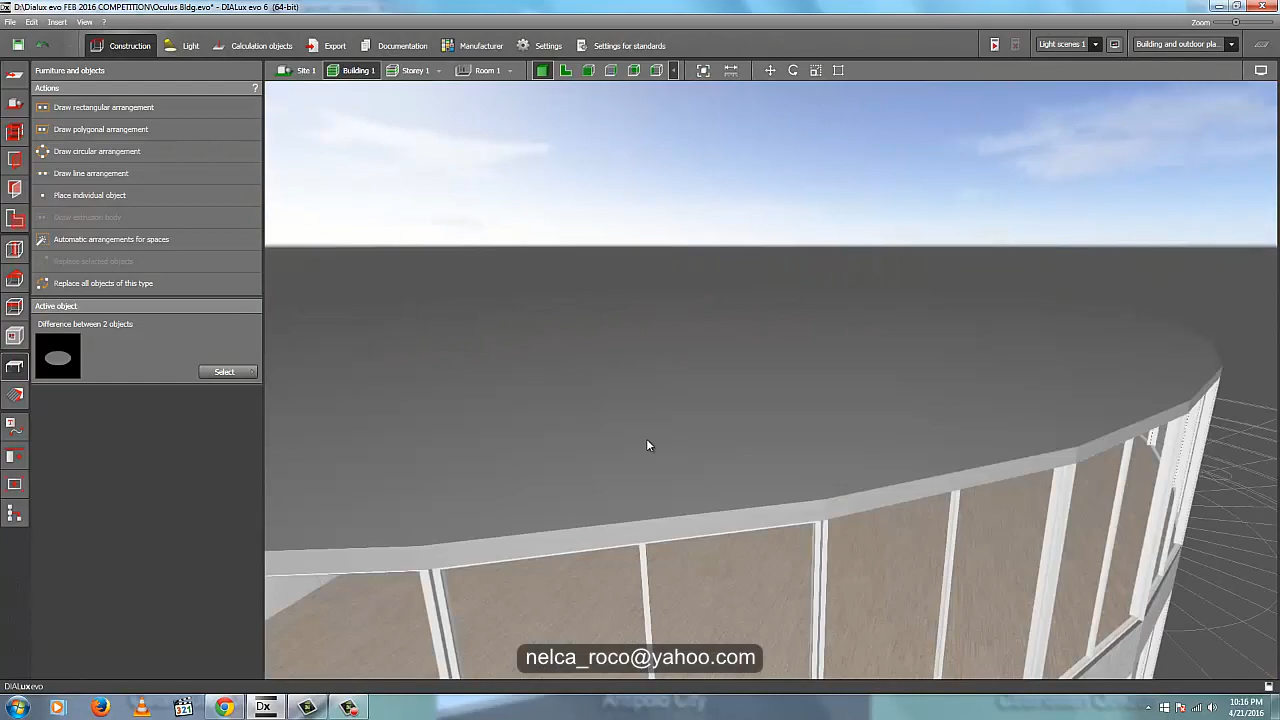 D:\Dialux evo FEB 2016 COMPETITION\Oculus Bldg.evo* - DIALux evo 6 (64-bit)
File Edit Insert View ? Zoom
Construction Light Calculation objects Export Documentation Manufacturer Settings Settings for standards Light scenes 1 Building and outdoor pla...
Furniture and objects Site 1 Building 1 Storey 1 Room 1
Actions ?
Draw rectangular arrangement
Draw polygonal arrangement
Draw circular arrangement
Draw line arrangement
Place individual object
Draw extrusion body
Automatic arrangements for spaces
Replace selected objects
Replace all objects of this type
Active object
Difference between 2 objects
Select
nelca_roco@yahoo.com
DIALux evo
Dx
321
10:16 PM
4/21/2016